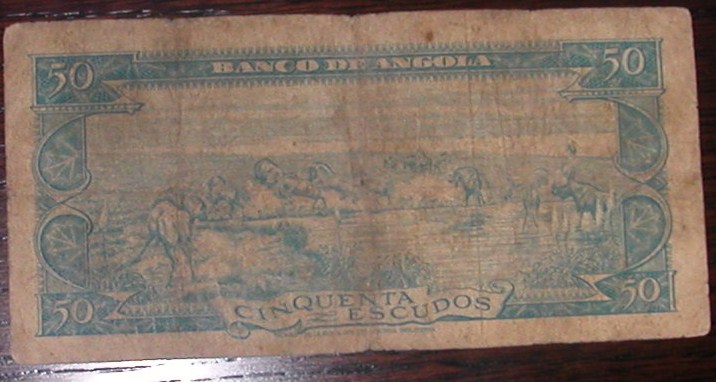 50 BANCO DE ANGOLA 50
50 CINQUENTA 50
ESCUDOS